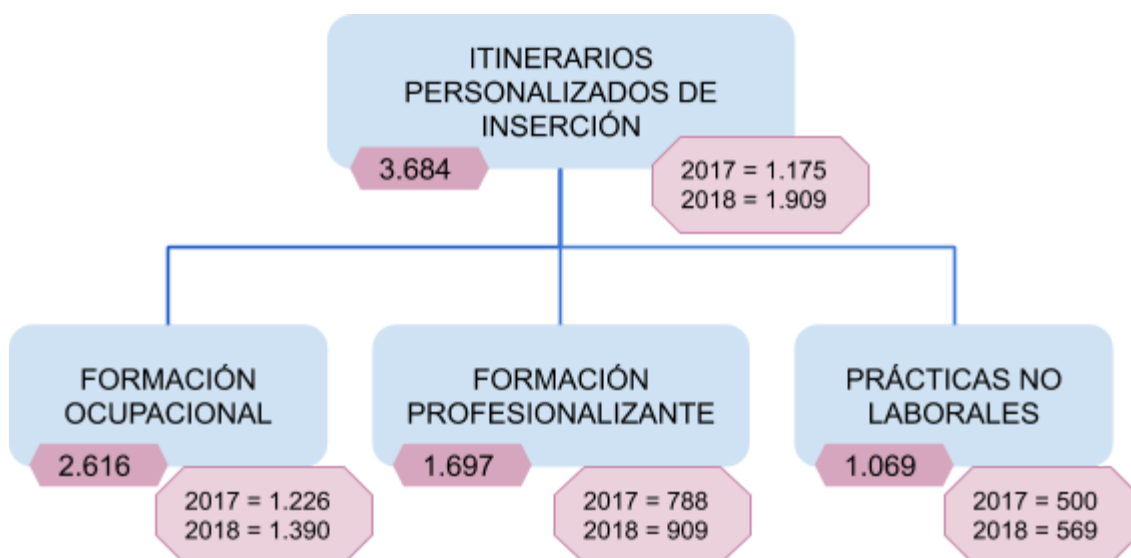 ITINERARIOS
PERSONALIZADOS DE
INSERCIÓN
3.684
2017 = 1.175
2018 = 1.909
FORMACIÓN
OCUPACIONAL
2.616
2017 = 1.226
2018 = 1.390
FORMACIÓN
PROFESIONALIZANTE
1.697
2017 = 788
2018 = 909
PRÁCTICAS NO
LABORALES
1.069
2017 = 500
2018 = 569